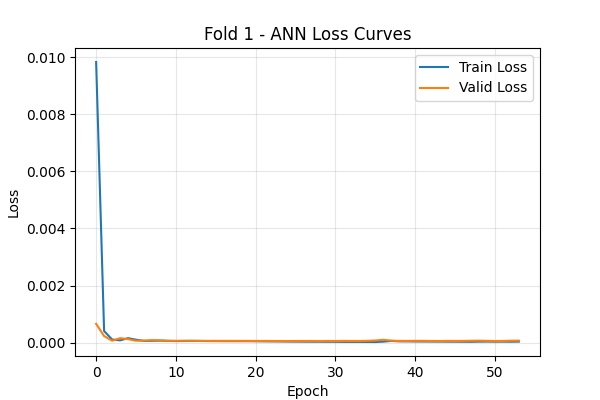 Fold 1 - ANN Loss Curves
Train Loss
Valid Loss
0.010
0.008
0.006
0.004
0.002
0.000
Loss
0 10 20 30 40 50
Epoch